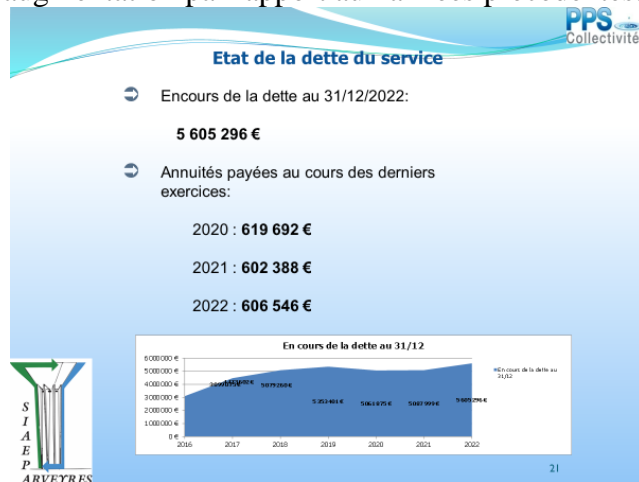 PPS
Collectivité
Etat de la dette du service
Encours de la dette au 31/12/2022:
5 605 296 €
Annuités payées au cours des derniers
exercices:
2020 : 619 692 €
2021 : 602 388 €
2022 : 606 546 €
En cours de la dette au 31/12
6 000 000 €
5 000 000 €
4 000 000 €
3 000 000 €
2 000 000 €
1 000 000 €
0 €
5 079 260 €
5 605 296 €
2016 2017 2018 2019 2020 2021 2022
En cours de la dette au
31/12
S
I
A
E
P
ARVEYRES
21